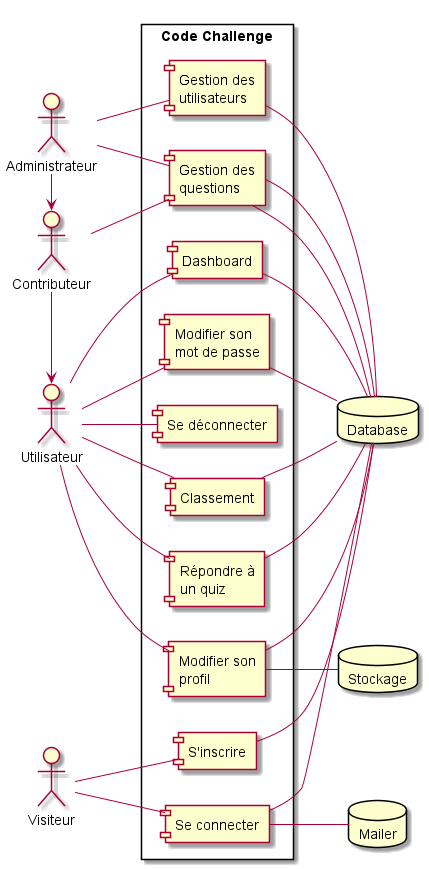 Code Challenge
Gestion des
utilisateurs
Administrateur
Gestion des
questions
Contributeur
Dashboard
Modifier son
mot de passe
Database
Se déconnecter
Utilisateur
Classement
Répondre à
un quiz
Modifier son
profil
Stockage
S'inscrire
Visiteur
Se connecter
Mailer